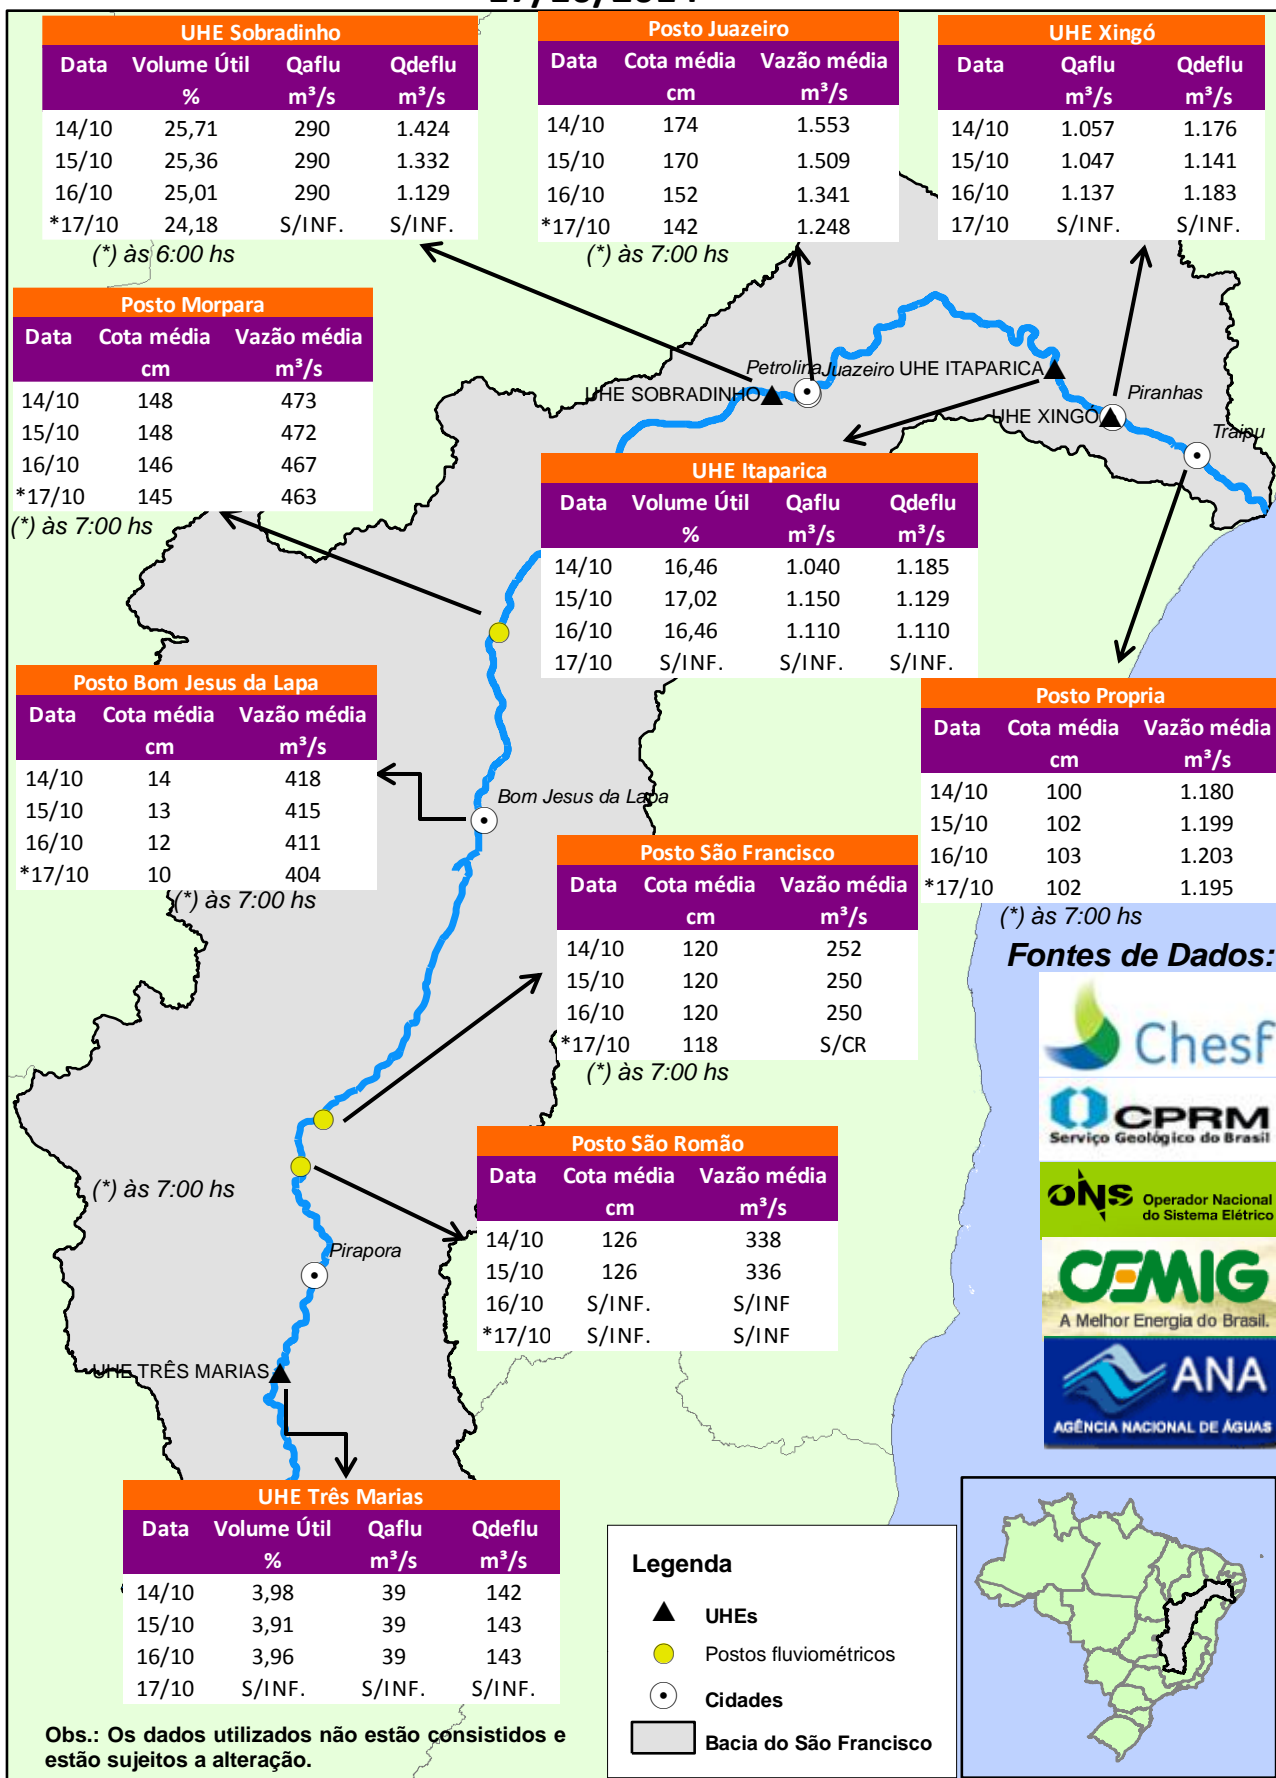 17/10/2014
UHE Sobradinho
Data Volume Útil Qaflu Qdeflu
% m³/s m³/s
14/10 25,71 290 1.424
15/10 25,36 290 1.332
16/10 25,01 290 1.129
*17/10 24,18 S/INF. S/INF.
(*) às 6:00 hs
Posto Juazeiro
Data Cota média Vazão média
cm m³/s
14/10 174 1.553
15/10 170 1.509
16/10 152 1.341
*17/10 142 1.248
(*) às 7:00 hs
UHE Xingó
Data Qaflu Qdeflu
m³/s m³/s
14/10 1.057 1.176
15/10 1.047 1.141
16/10 1.137 1.183
17/10 S/INF. S/INF.
Posto Morpara
Data Cota média Vazão média
cm m³/s
14/10 148 473
15/10 148 472
16/10 146 467
*17/10 145 463
(*) às 7:00 hs
Petrolina Juazeiro UHE ITAPARICA
UHE SOBRADINHO
Piranhas
UHE XINGÓ
Traipu
UHE Itaparica
Data Volume Útil Qaflu Qdeflu
% m³/s m³/s
14/10 16,46 1.040 1.185
15/10 17,02 1.150 1.129
16/10 16,46 1.110 1.110
17/10 S/INF. S/INF. S/INF.
Posto Bom Jesus da Lapa
Data Cota média Vazão média
cm m³/s
14/10 14 418
15/10 13 415
16/10 12 411
*17/10 10 404
(*) às 7:00 hs
Bom Jesus da Lapa
Posto Propria
Data Cota média Vazão média
cm m³/s
14/10 100 1.180
15/10 102 1.199
16/10 103 1.203
*17/10 102 1.195
(*) às 7:00 hs
Posto São Francisco
Data Cota média Vazão média
cm m³/s
14/10 120 252
15/10 120 250
16/10 120 250
*17/10 118 S/CR
(*) às 7:00 hs
Fontes de Dados:
Chesf
CPRM
Serviço Geológico do Brasil
ONS Operador Nacional
do Sistema Elétrico
CEMIG
A Melhor Energia do Brasil.
ANA
AGÊNCIA NACIONAL DE ÁGUAS
(*) às 7:00 hs
Posto São Romão
Data Cota média Vazão média
cm m³/s
14/10 126 338
15/10 126 336
16/10 S/INF. S/INF
*17/10 S/INF. S/INF
Pirapora
UHE TRÊS MARIAS
UHE Três Marias
Data Volume Útil Qaflu Qdeflu
% m³/s m³/s
14/10 3,98 39 142
15/10 3,91 39 143
16/10 3,96 39 143
17/10 S/INF. S/INF. S/INF.
Obs.: Os dados utilizados não estão consistidos e
estão sujeitos a alteração.
Legenda
UHEs
Postos fluviométricos
Cidades
Bacia do São Francisco